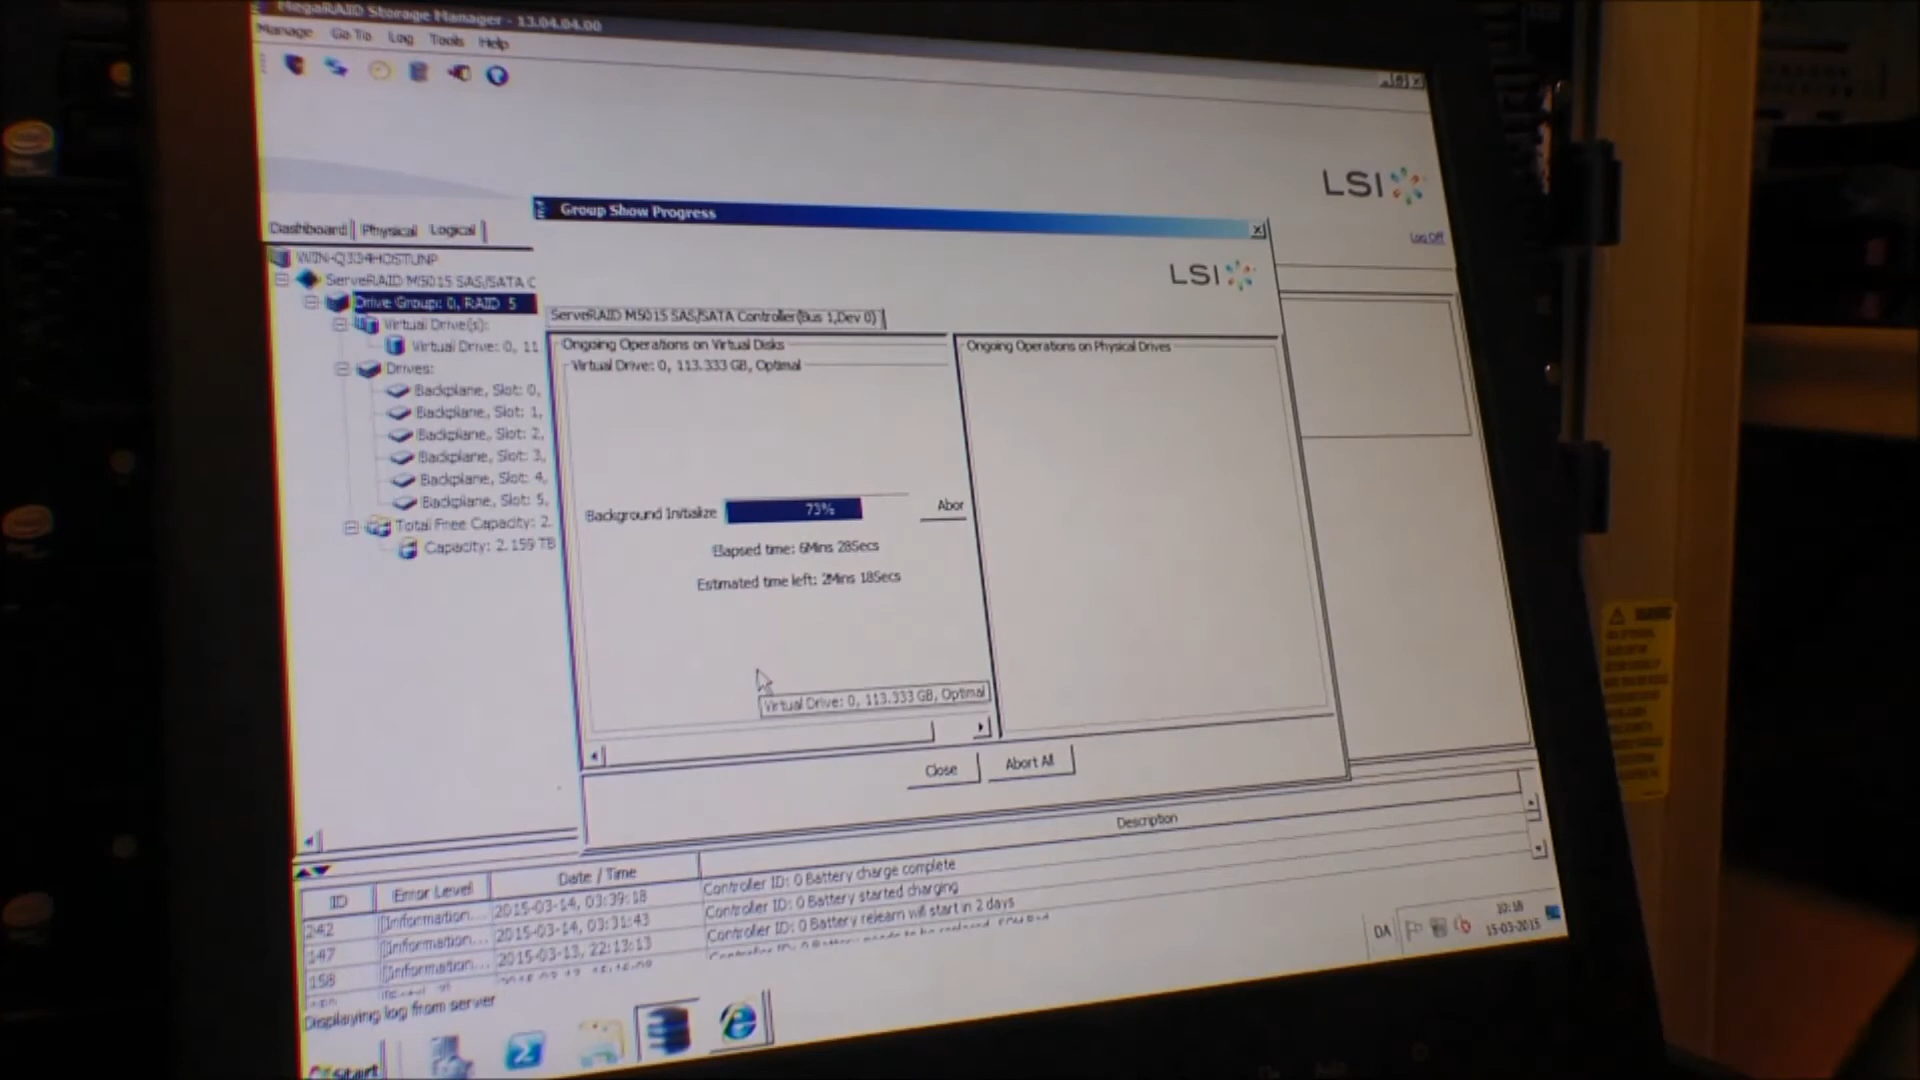 MegaRAID Storage Manager - 13.04.04.00
Manage Go To Log Tools Help
LSI
Log Off
Dashboard Physical Logical
ServeRAID M5015 SAS/SATA C
Drive Group: 0, RAID 5
Virtual Drive(s):
Virtual Drive: 0, 11
Drives:
Backplane, Slot: 0,
Backplane, Slot: 1,
Backplane, Slot: 2,
Backplane, Slot: 3,
Backplane, Slot: 4,
Backplane, Slot: 5,
Total Free Capacity: 2.
Capacity: 2.159 TB
Group Show Progress
LSI
ServeRAID M5015 SAS/SATA Controller(Bus 1,Dev 0)
Ongoing Operations on Virtual Disks
Virtual Drive: 0, 113.333 GB, Optimal
Background Initialize 73% Abor
Elapsed time: 6Mins 28Secs
Estimated time left: 2Mins 18Secs
Virtual Drive: 0, 113.333 GB, Optimal
Ongoing Operations on Physical Drives
Close Abort All
ID Error Level Date / Time Description
242 [Information... 2015-03-14, 03:39:18 Controller ID: 0 Battery charge complete
147 [Information... 2015-03-14, 03:31:43 Controller ID: 0 Battery started charging
158 [Information... 2015-03-13, 22:13:13 Controller ID: 0 Battery relearn will start in 2 days
Displaying log from server
Start
DA
10:18
15-03-2015